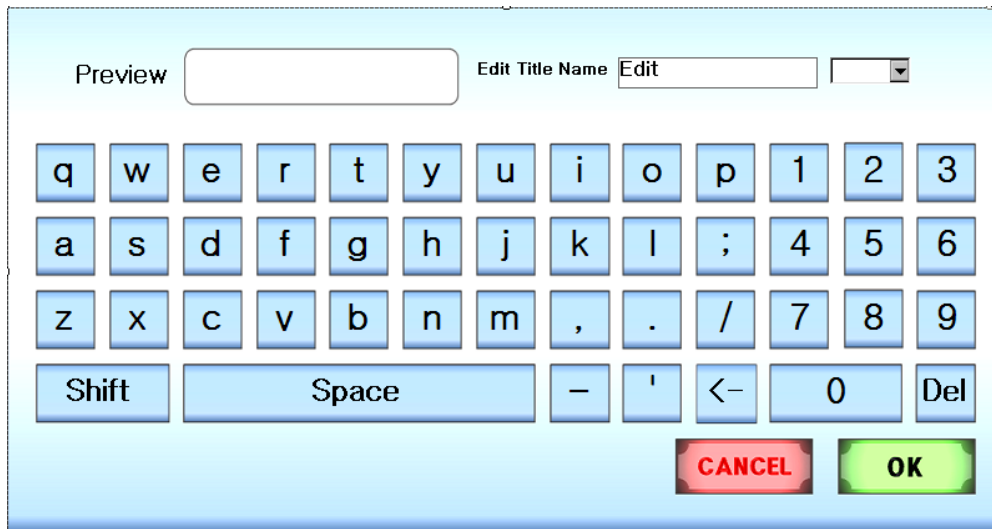 Preview Edit Title Name Edit
q w e r t y u i o p 1 2 3
a s d f g h j k l ; 4 5 6
z x c v b n m , . / 7 8 9
Shift Space – ' <- 0 Del
CANCEL OK